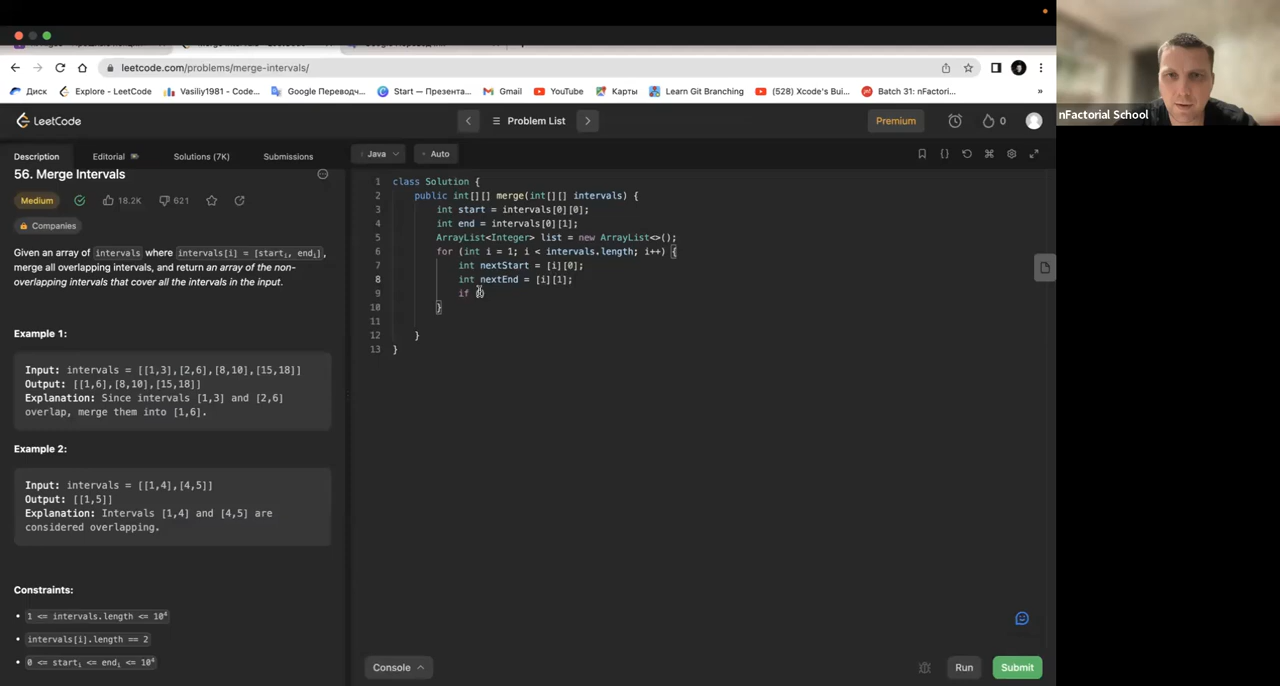 leetcode.com/problems/merge-intervals/
Диск
Explore - LeetCode
Vasiliy1981 - Code...
Google Переводч...
Start — Презента...
Gmail
YouTube
Карты
Learn Git Branching
(528) Xcode's Bui...
Batch 31: nFactori...
»
nFactorial School
LeetCode
Problem List
Premium
0
Description
Editorial
Solutions (7K)
Submissions
Java
Auto
56. Merge Intervals
Medium
18.2K
621
Companies
Given an array of intervals where intervals[i] = [starti, endi],
merge all overlapping intervals, and return an array of the non-
overlapping intervals that cover all the intervals in the input.
Example 1:
Input: intervals = [[1,3],[2,6],[8,10],[15,18]]
Output: [[1,6],[8,10],[15,18]]
Explanation: Since intervals [1,3] and [2,6]
overlap, merge them into [1,6].
Example 2:
Input: intervals = [[1,4],[4,5]]
Output: [[1,5]]
Explanation: Intervals [1,4] and [4,5] are
considered overlapping.
Constraints:
• 1 <= intervals.length <= 10⁴
• intervals[i].length == 2
• 0 <= starti <= endi <= 10⁴
1 class Solution {
2 public int[][] merge(int[][] intervals) {
3 int start = intervals[0][0];
4 int end = intervals[0][1];
5 ArrayList<Integer> list = new ArrayList<>();
6 for (int i = 1; i < intervals.length; i++) {
7 int nextStart = [i][0];
8 int nextEnd = [i][1];
9 if ()
10 }
11
12 }
13 }
Console
Run
Submit